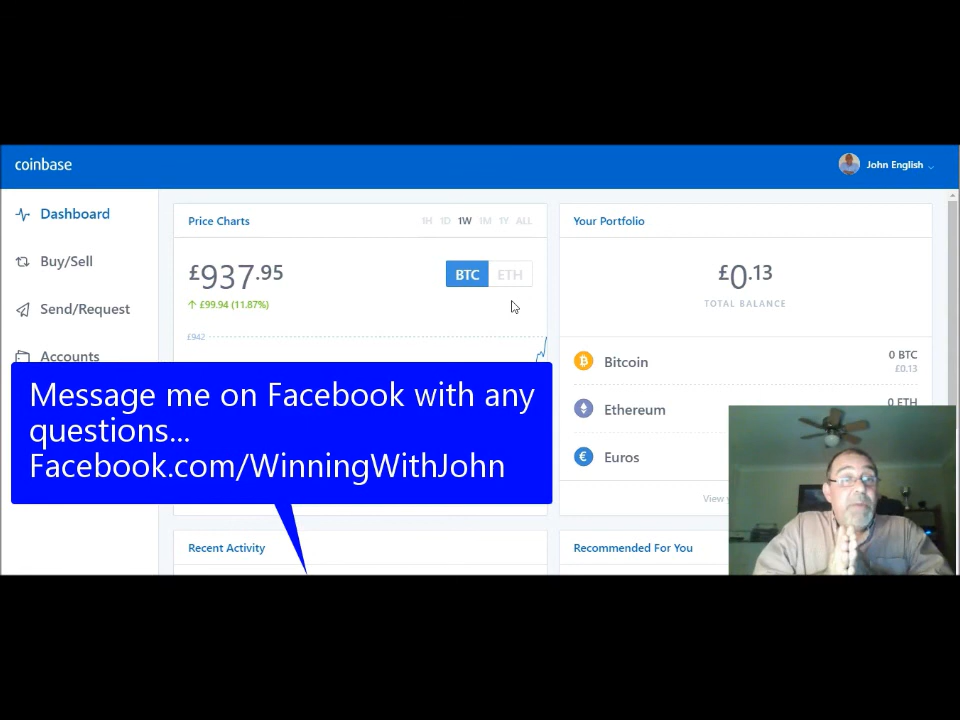 coinbase
John English
Dashboard
Buy/Sell
Send/Request
Accounts
Price Charts
1H 1D 1W 1M 1Y ALL
£937.95
BTC ETH
£99.94 (11.87%)
£942
Your Portfolio
£0.13
TOTAL BALANCE
Bitcoin
0 BTC
£0.13
Ethereum
0 ETH
Euros
View
Message me on Facebook with any
questions...
Facebook.com/WinningWithJohn
Recent Activity
Recommended For You